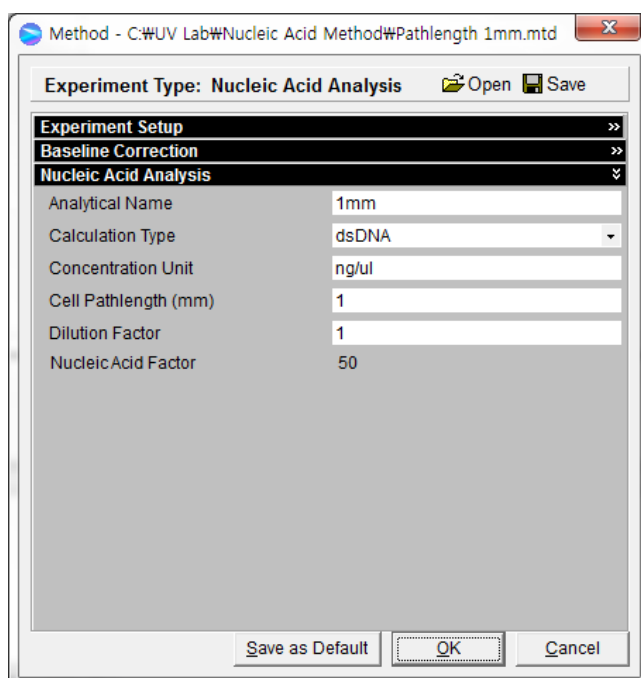 Method - C:₩UV Lab₩Nucleic Acid Method₩Pathlength 1mm.mtd
Experiment Type: Nucleic Acid Analysis Open Save
Experiment Setup
Baseline Correction
Nucleic Acid Analysis
Analytical Name 1mm
Calculation Type dsDNA
Concentration Unit ng/ul
Cell Pathlength (mm) 1
Dilution Factor 1
Nucleic Acid Factor 50
Save as Default OK Cancel